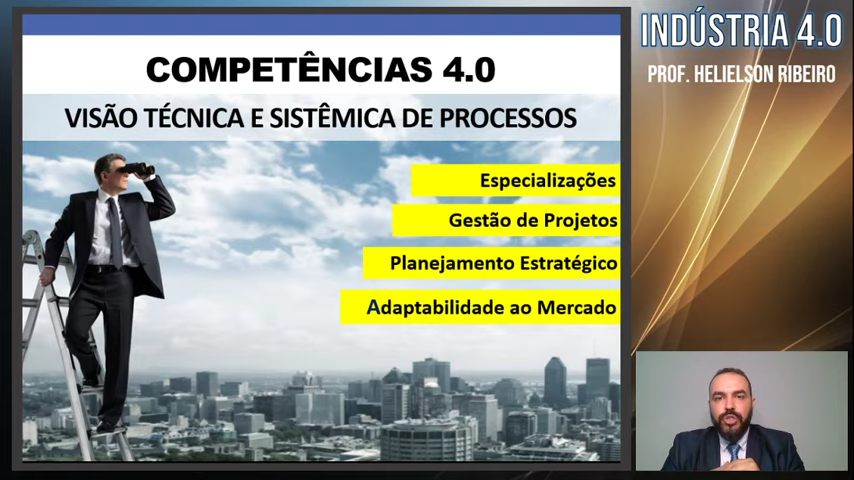 COMPETÊNCIAS 4.0
VISÃO TÉCNICA E SISTÊMICA DE PROCESSOS
Especializações
Gestão de Projetos
Planejamento Estratégico
Adaptabilidade ao Mercado
INDÚSTRIA 4.0
PROF. HELIELSON RIBEIRO